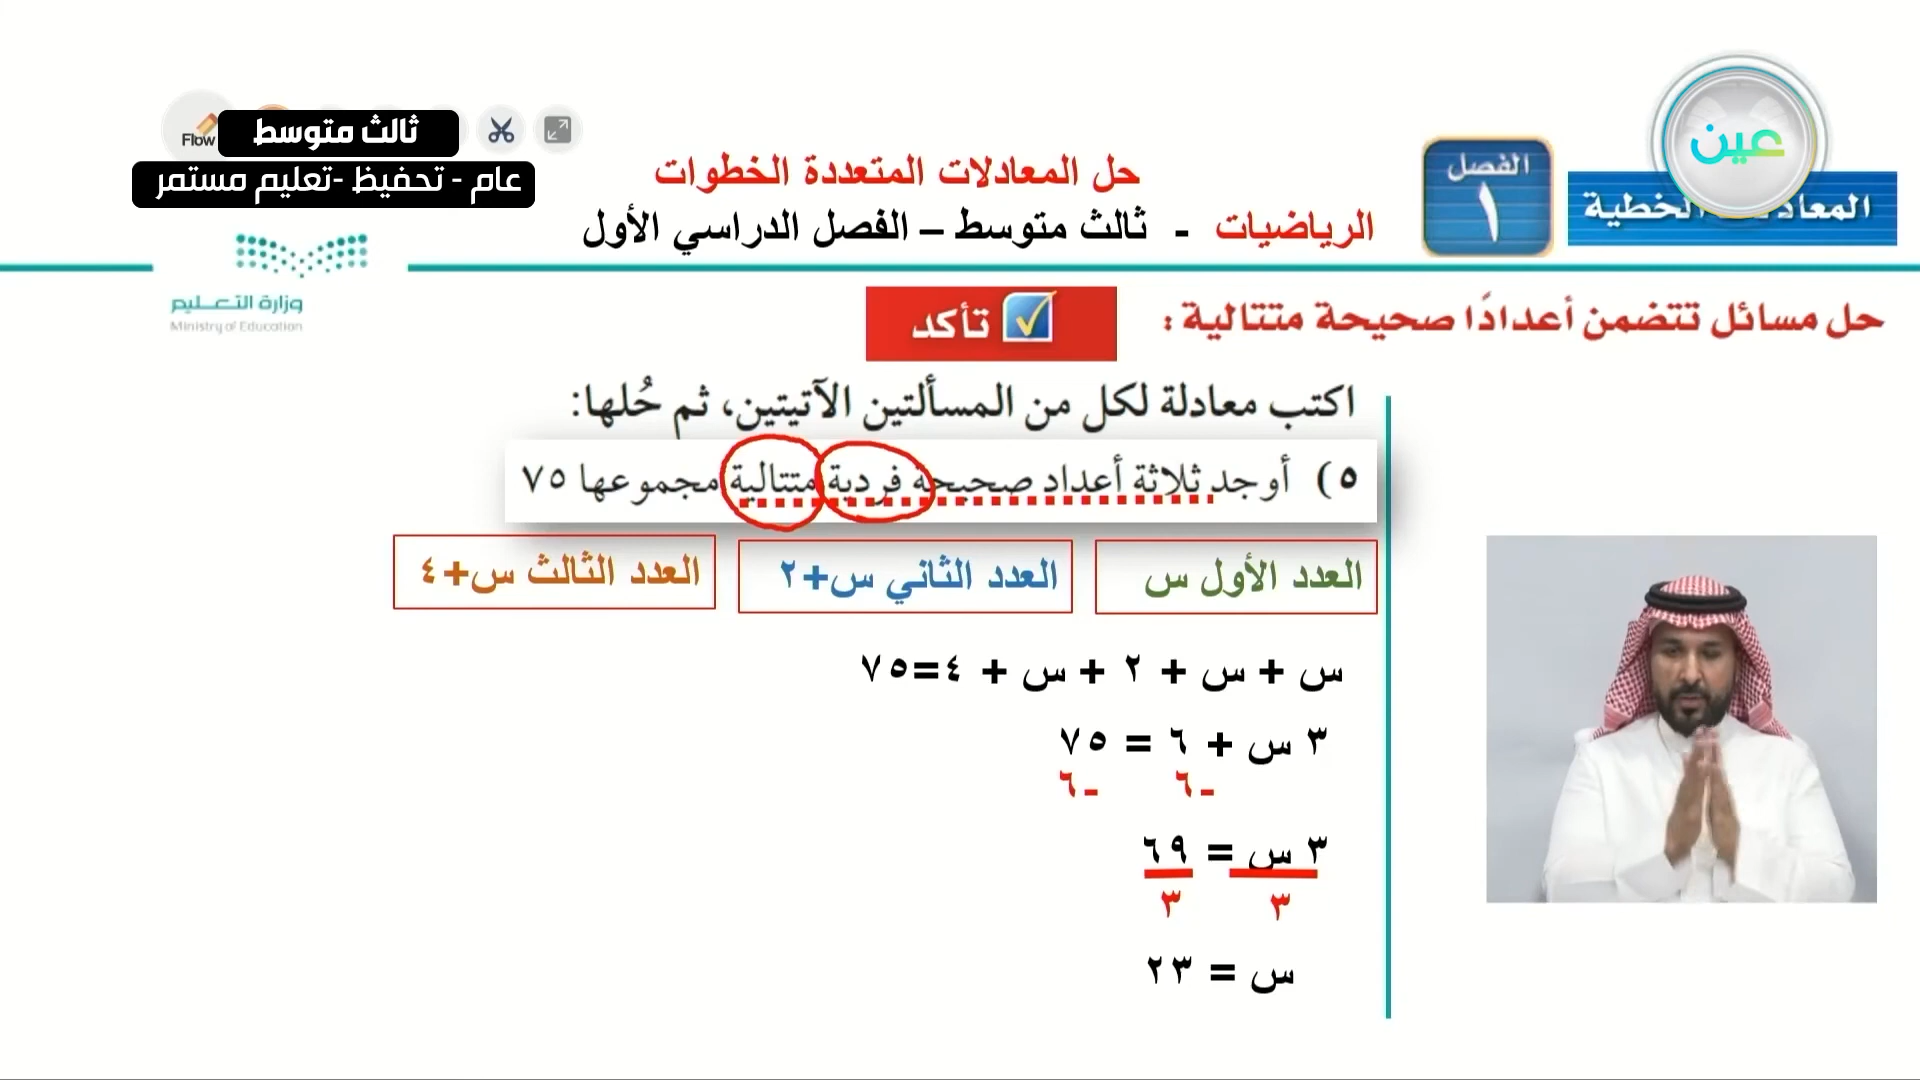 عين
Flow
ثالث متوسط
عام - تحفيظ -تعليم مستمر
الفصل
١
حل المعادلات المتعددة الخطوات
الرياضيات - ثالث متوسط – الفصل الدراسي الأول
وزارة التعليم
Ministry of Education
حل مسائل تتضمن أعدادًا صحيحة متتالية :
تأكد
اكتب معادلة لكل من المسألتين الآتيتين، ثم حُلها:
٥) أوجد ثلاثة أعداد صحيحة فردية متتالية مجموعها ٧٥
العدد الأول س
العدد الثاني س+٢
العدد الثالث س+٤
س + س + ٢ + س + ٤=٧٥
٣ س + ٦ = ٧٥
-٦ -٦
٣ س = ٦٩
٣ ٣
س = ٢٣